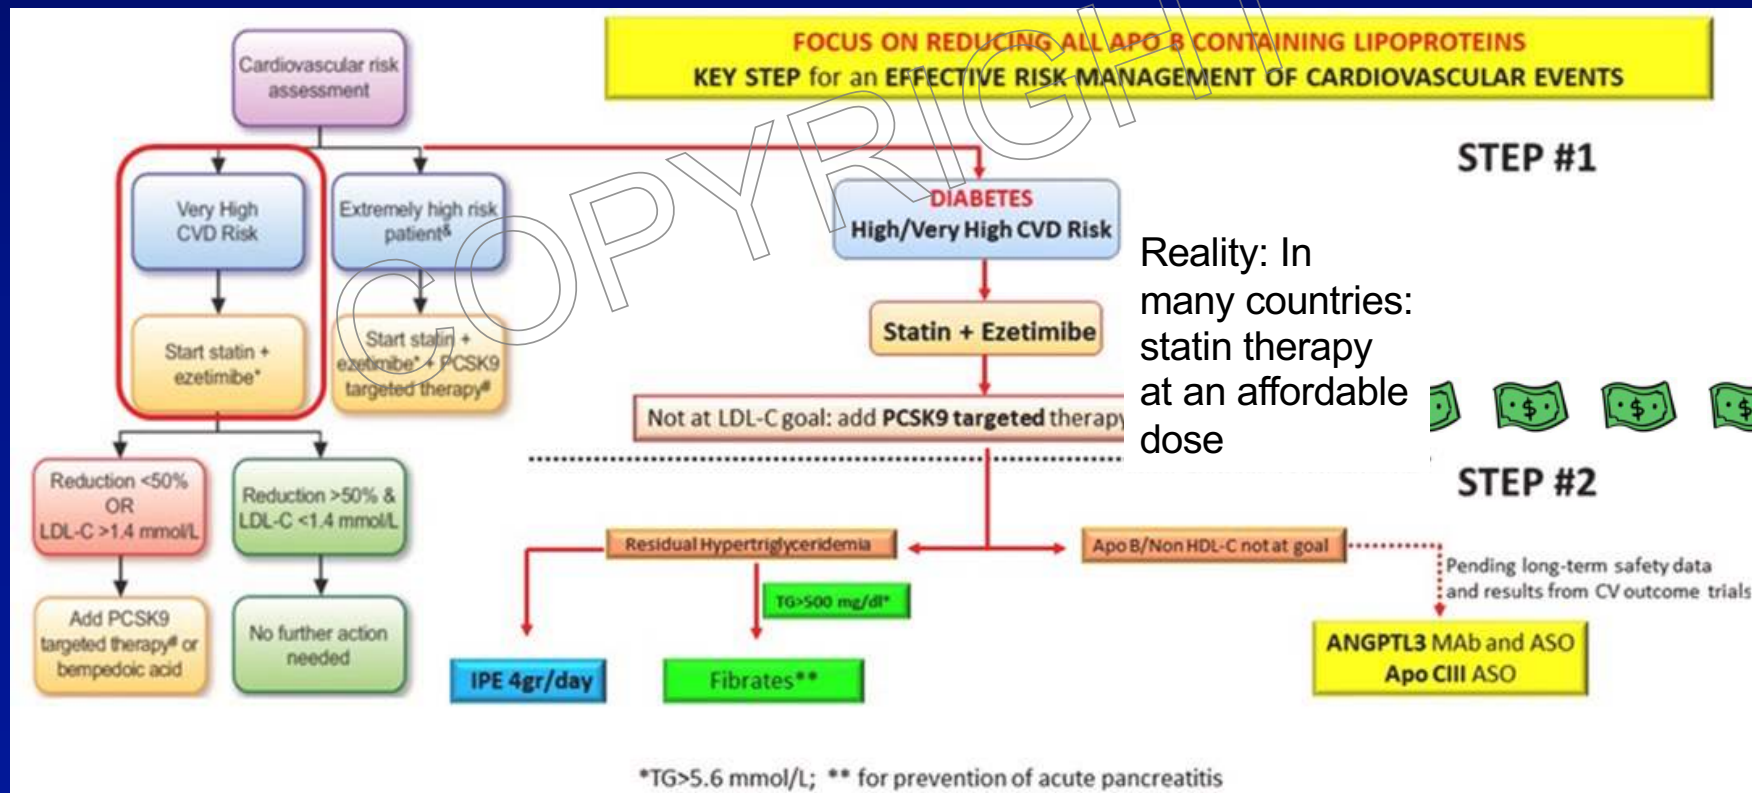 FOCUS ON REDUCING ALL APO B CONTAINING LIPOPROTEINS
KEY STEP for an EFFECTIVE RISK MANAGEMENT OF CARDIOVASCULAR EVENTS
Cardiovascular risk
assessment
STEP #1
Very High
CVD Risk
Extremely high risk
patient&
DIABETES
High/Very High CVD Risk
Start statin +
ezetimibe*
Start statin +
ezetimibe* + PCSK9
targeted therapy#
Statin + Ezetimibe
Not at LDL-C goal: add PCSK9 targeted therapy
Reality: In
many countries:
statin therapy
at an affordable
dose
$ $ $
STEP #2
Reduction <50%
OR
LDL-C >1.4 mmol/L
Reduction >50% &
LDL-C <1.4 mmol/L
Add PCSK9
targeted therapy# or
bempedoic acid
No further action
needed
Residual Hypertriglyceridemia
Apo B/Non HDL-C not at goal
TG>500 mg/dl*
Pending long-term safety data
and results from CV outcome trials
IPE 4gr/day
Fibrates**
ANGPTL3 MAb and ASO
Apo CIII ASO
*TG>5.6 mmol/L; ** for prevention of acute pancreatitis
COPYRIGHT